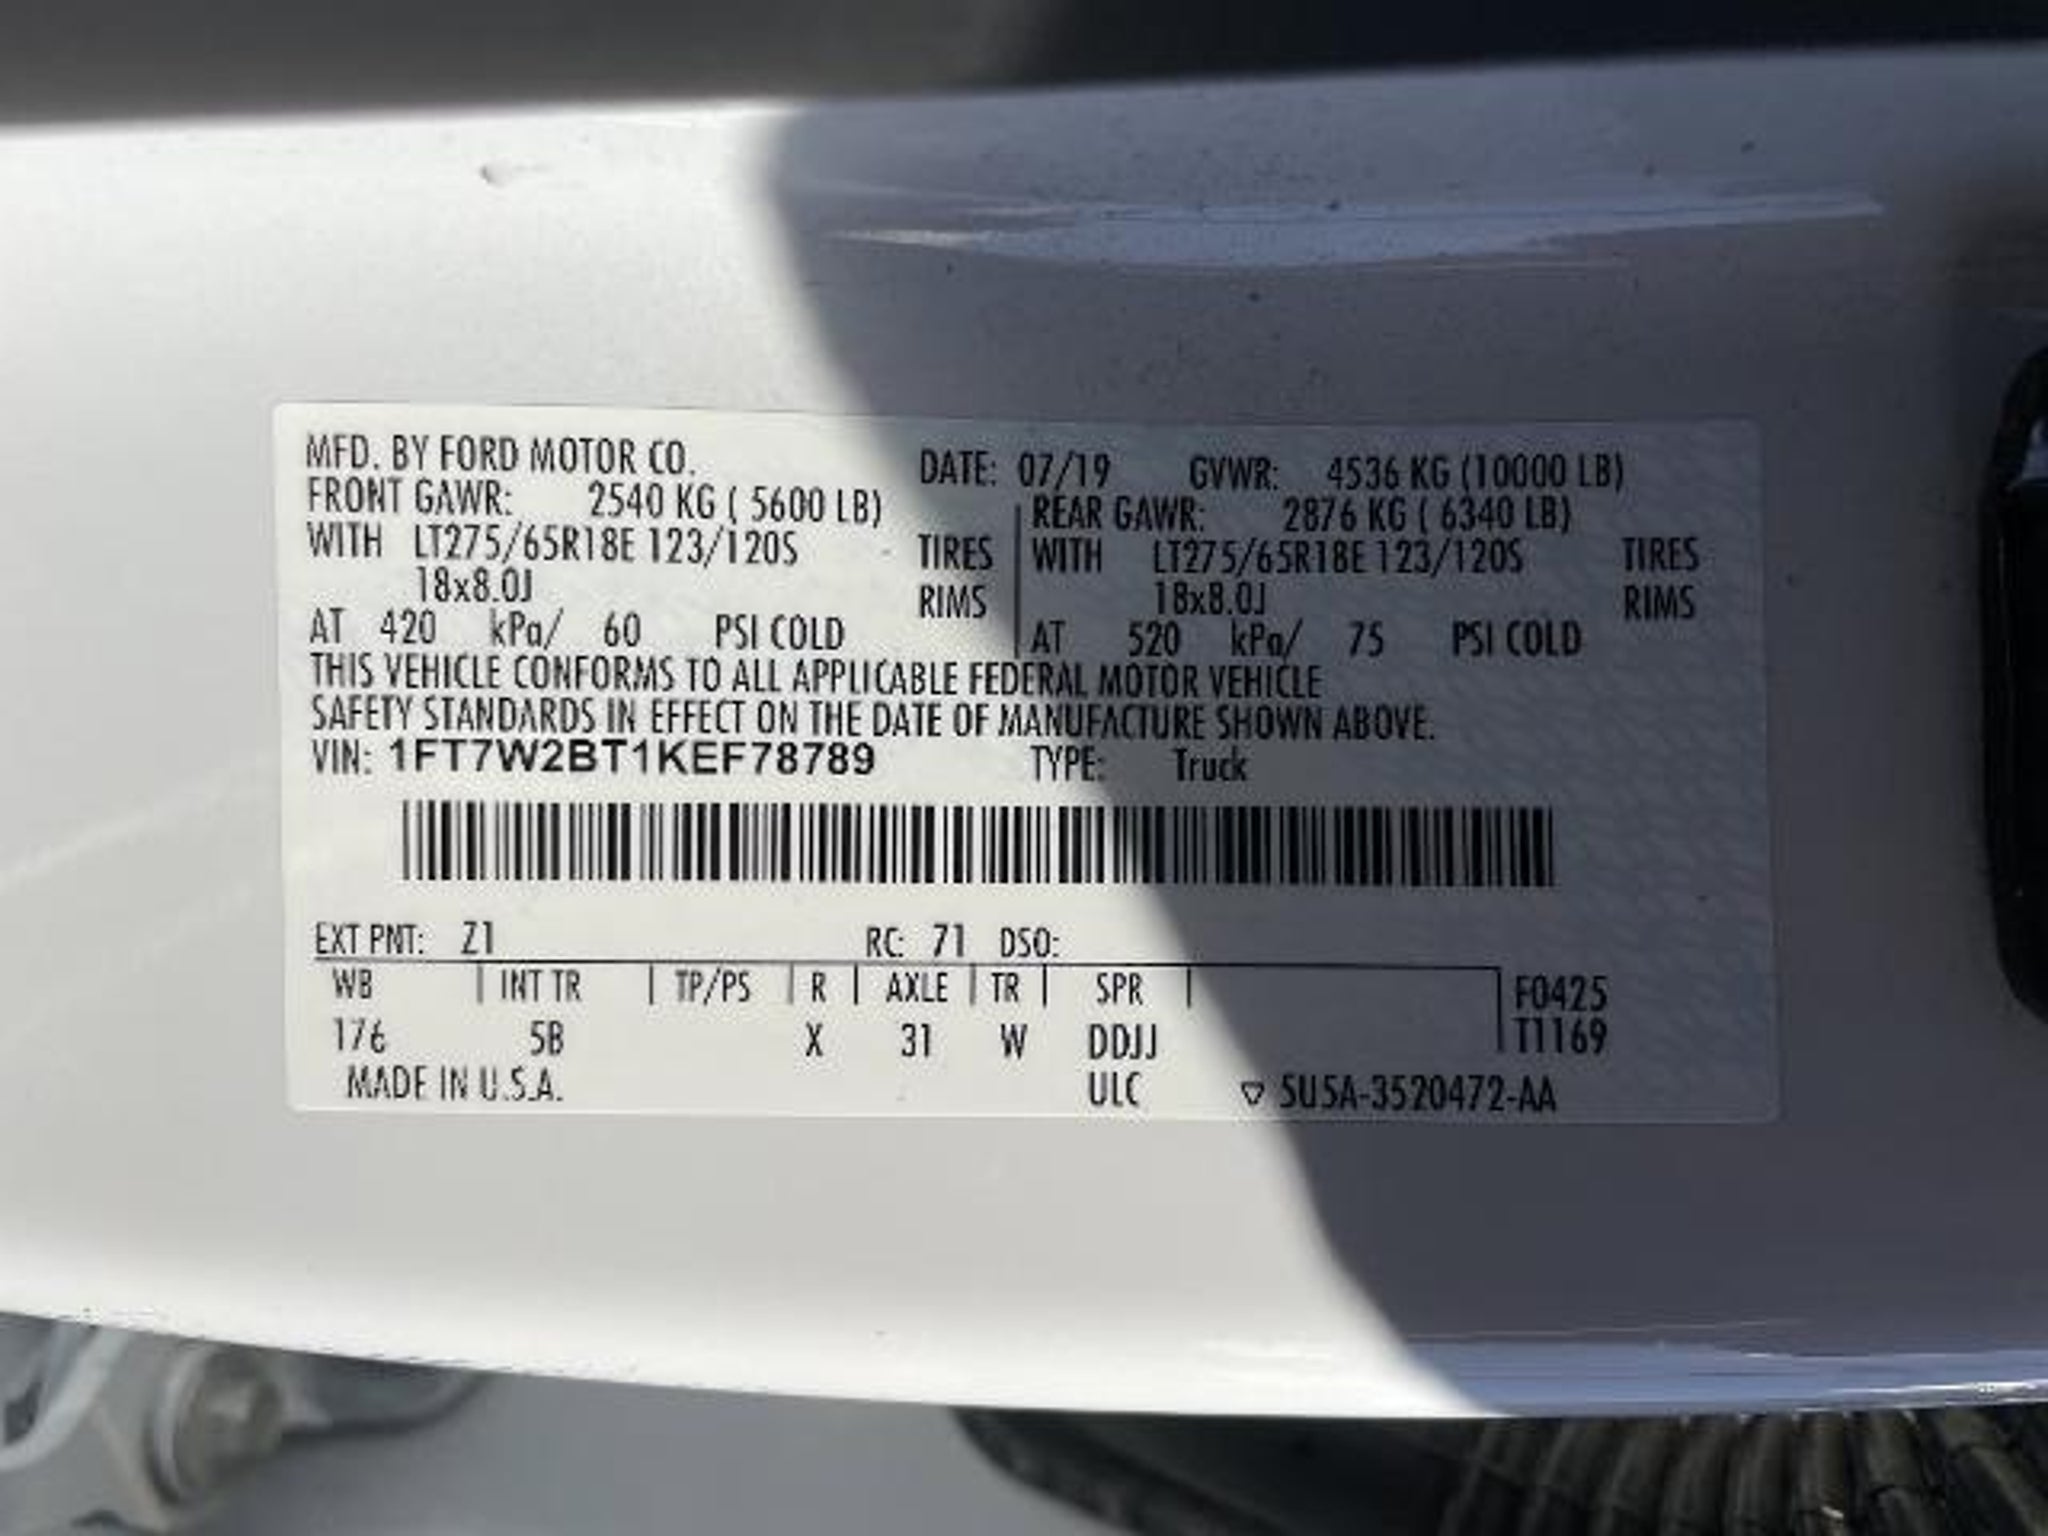 MFD. BY FORD MOTOR CO.
DATE: 07/19 GVWR: 4536 KG (10000 LB)
FRONT GAWR: 2540 KG ( 5600 LB)
REAR GAWR: 2876 KG ( 6340 LB)
WITH LT275/65R18E 123/120S TIRES
WITH LT275/65R18E 123/120S TIRES
18x8.0J RIMS
18x8.0J RIMS
AT 420 kPa/ 60 PSI COLD
AT 520 kPa/ 75 PSI COLD
THIS VEHICLE CONFORMS TO ALL APPLICABLE FEDERAL MOTOR VEHICLE
SAFETY STANDARDS IN EFFECT ON THE DATE OF MANUFACTURE SHOWN ABOVE.
VIN: 1FT7W2BT1KEF78789 TYPE: Truck
EXT PNT: Z1 RC: 71 DSO:
WB INT TR TP/PS R AXLE TR SPR F0425
176 5B X 31 W DDJJ T1169
MADE IN U.S.A. ULC ▽ 5U5A-3520472-AA